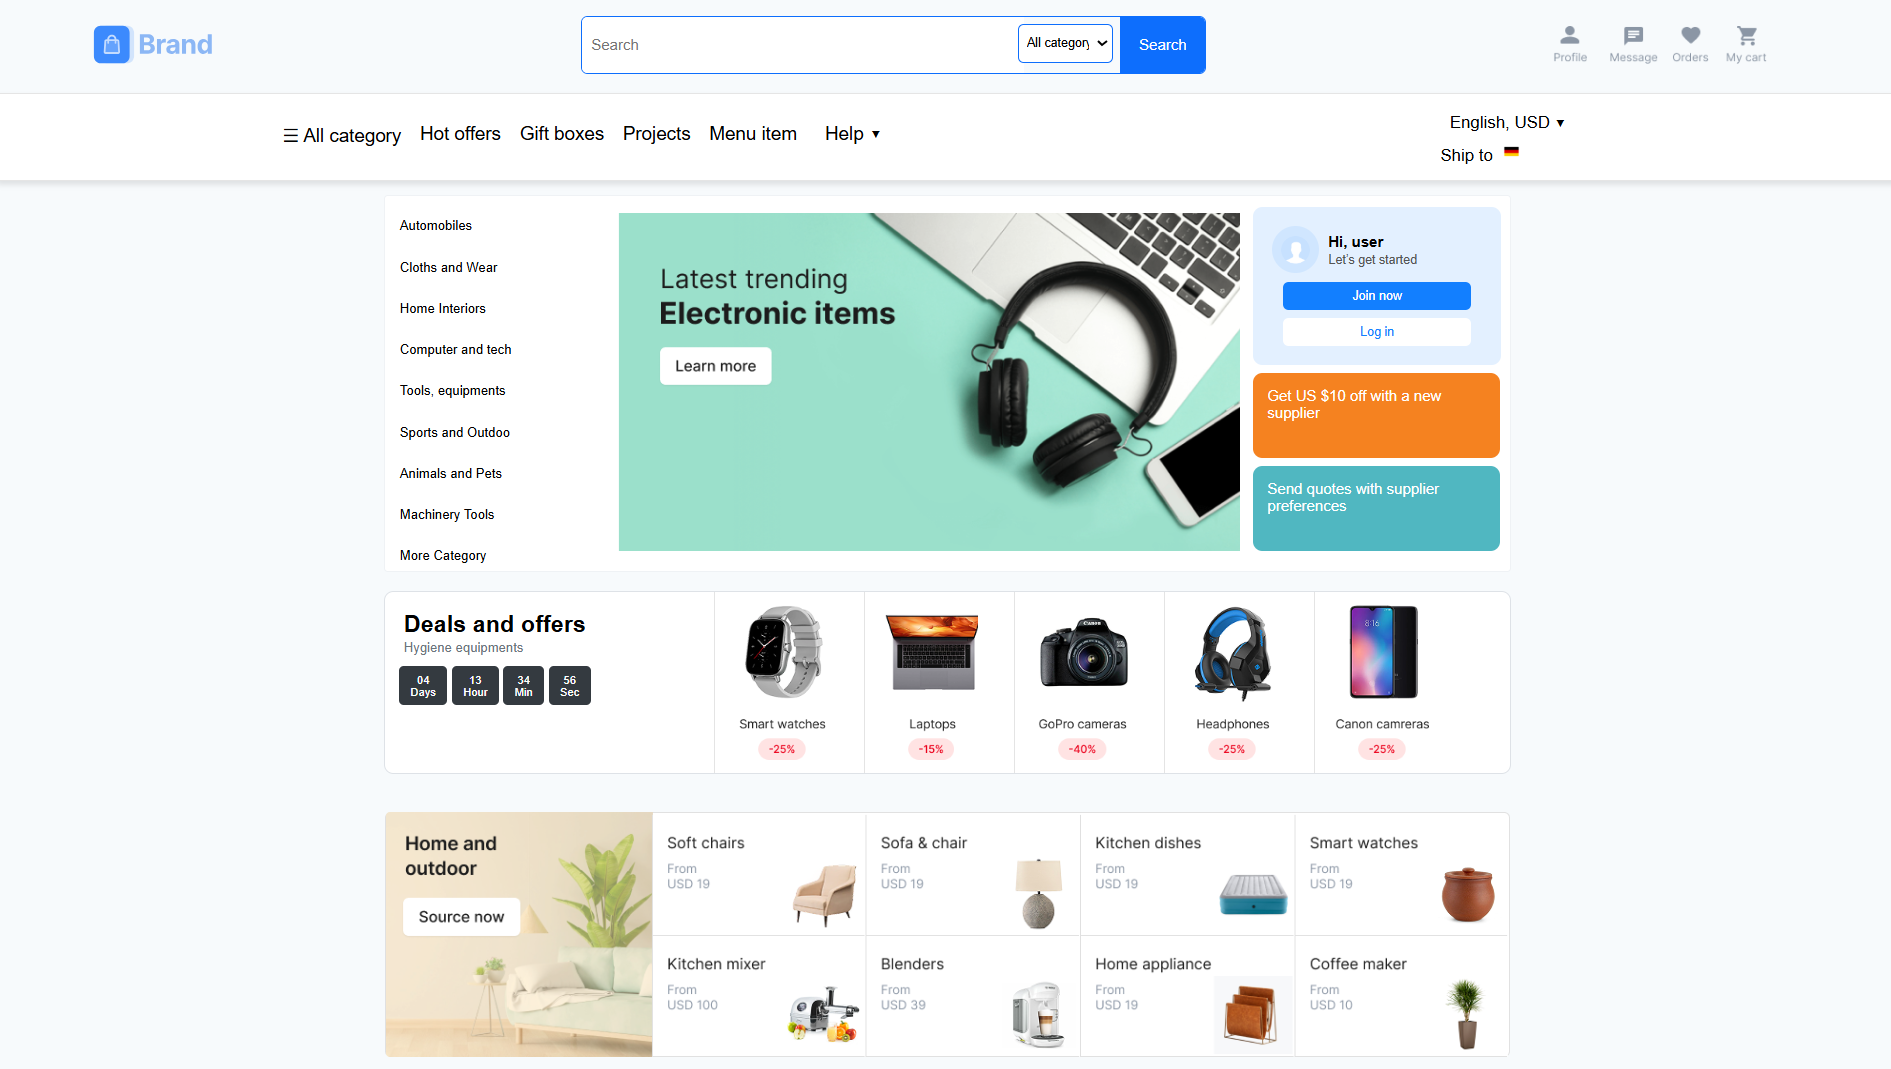 Brand
Search
All category
Search
Profile
Message
Orders
My cart
☰ All category
Hot offers
Gift boxes
Projects
Menu item
Help ▼
English, USD ▼
Ship to
Automobiles
Cloths and Wear
Home Interiors
Computer and tech
Tools, equipments
Sports and Outdoo
Animals and Pets
Machinery Tools
More Category
Latest trending
Electronic items
Learn more
Hi, user
Let's get started
Join now
Log in
Get US $10 off with a new
supplier
Send quotes with supplier
preferences
Deals and offers
Hygiene equipments
04
Days
13
Hour
34
Min
56
Sec
Smart watches
-25%
Laptops
-15%
Canon
GoPro cameras
-40%
Headphones
-25%
8:16
Canon camreras
-25%
Home and
outdoor
Source now
Soft chairs
From
USD 19
Sofa & chair
From
USD 19
Kitchen dishes
From
USD 19
Smart watches
From
USD 19
Kitchen mixer
From
USD 100
Blenders
From
USD 39
Home appliance
From
USD 19
Coffee maker
From
USD 10